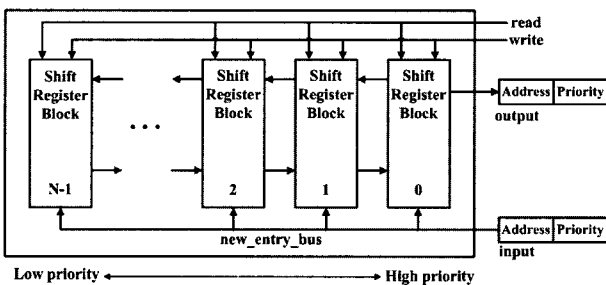 read
write
Shift Register Block N-1
. . .
Shift Register Block 2
Shift Register Block 1
Shift Register Block 0
Address Priority
output
new_entry_bus
Address Priority
input
Low priority
High priority